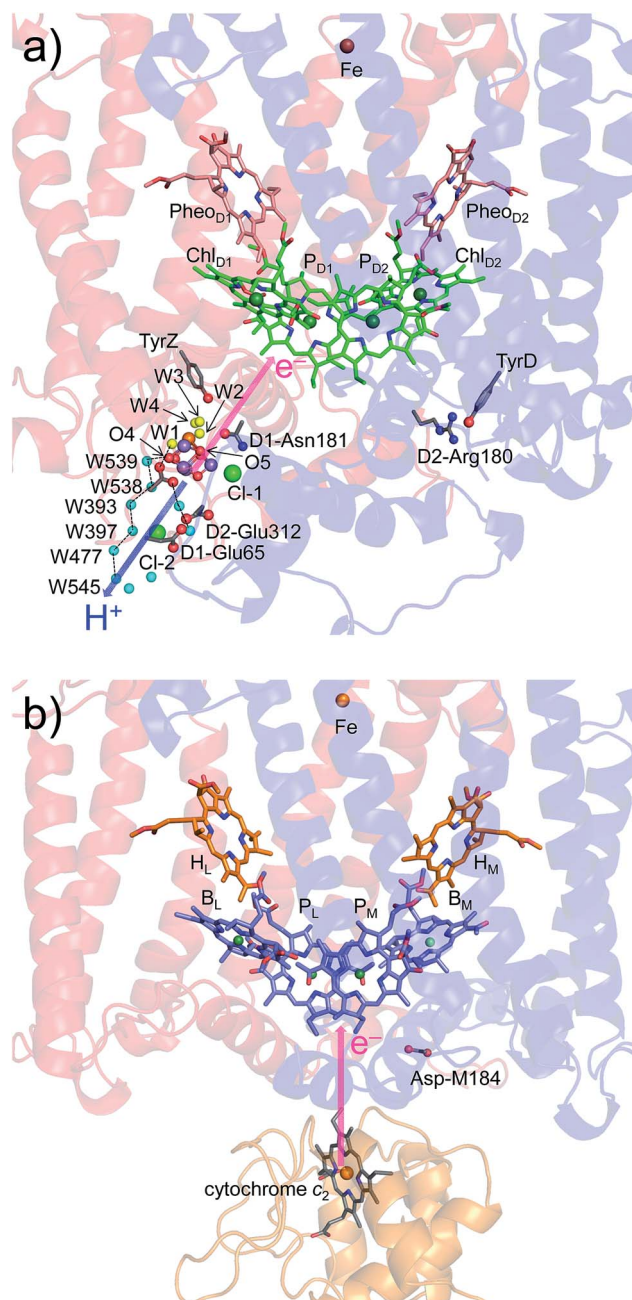 a)
Fe
PheoD1
PheoD2
ChlD1
PD1
PD2
ChlD2
TyrZ
e−
TyrD
W3
W4
W2
W1
D1-Asn181
D2-Arg180
O4
O5
W539
W538
Cl-1
W393
D2-Glu312
W397
D1-Glu65
W477
Cl-2
W545
H+
b)
Fe
HL
HM
BL
PL
PM
BM
e−
Asp-M184
cytochrome c2